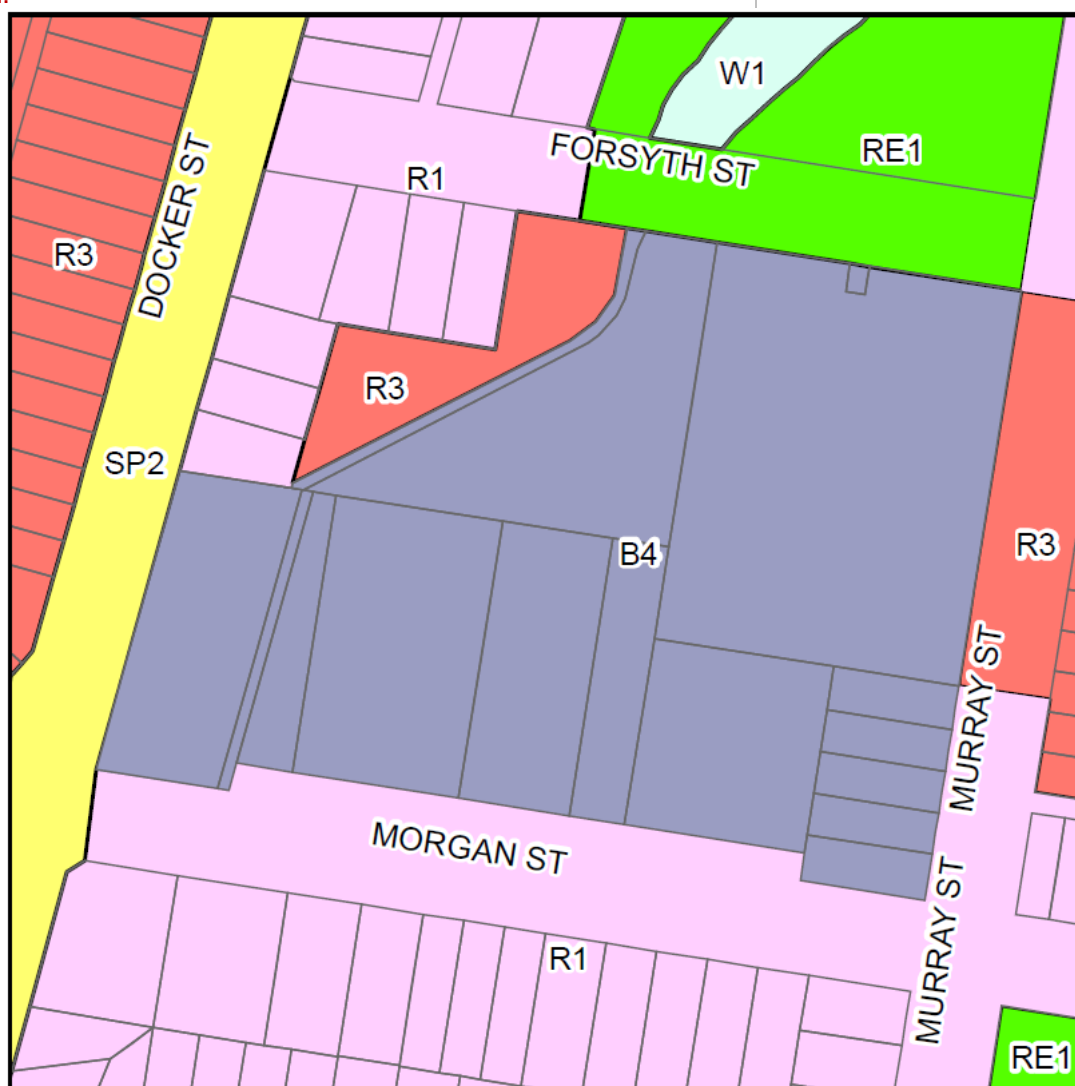 W1
FORSYTH ST
RE1
R1
DOCKER ST
R3
R3
SP2
B4
R3
MURRAY ST
MORGAN ST
MURRAY ST
R1
RE1